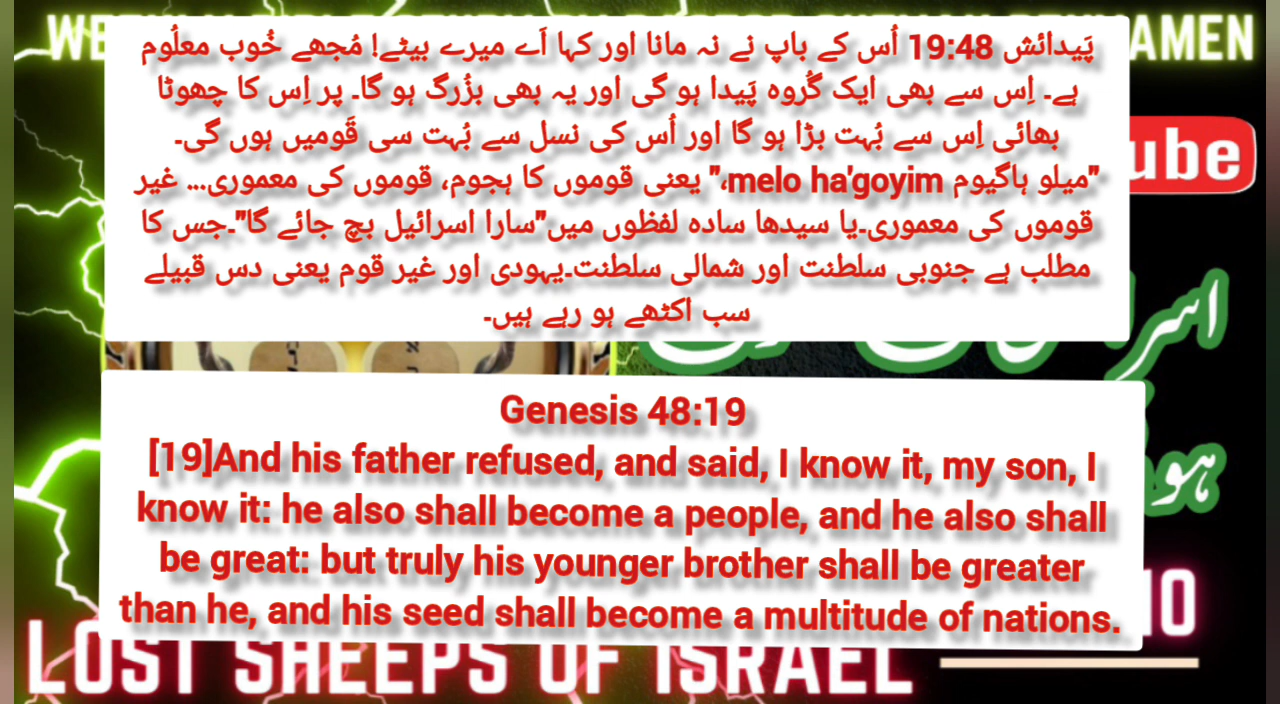 WE
AMEN
پَیدائش 19:48 اُس کے باپ نے نہ مانا اور کہا اَے میرے بیٹے! مُجھے خُوب معلُوم
ہے۔ اِس سے بھی ایک گُروہ پَیدا ہو گی اور یہ بھی بزُرگ ہو گا۔ پر اِس کا چھوٹا
بھائی اِس سے بُہت بڑا ہو گا اور اُس کی نسل سے بُہت سی قَومیں ہوں گی۔
"میلو ہاگیوم melo ha'goyim،" یعنی قوموں کا ہجوم، قوموں کی معموری... غیر
قوموں کی معموری۔یا سیدھا سادہ لفظوں میں"سارا اسرائیل بچ جائے گا"۔جس کا
مطلب ہے جنوبی سلطنت اور شمالی سلطنت۔یہودی اور غیر قوم یعنی دس قبیلے
سب اکٹھے ہو رہے ہیں۔
ube
Genesis 48:19
[19]And his father refused, and said, I know it, my son, I
know it: he also shall become a people, and he also shall
be great: but truly his younger brother shall be greater
than he, and his seed shall become a multitude of nations.
10
LOST SHEEPS OF ISRAEL